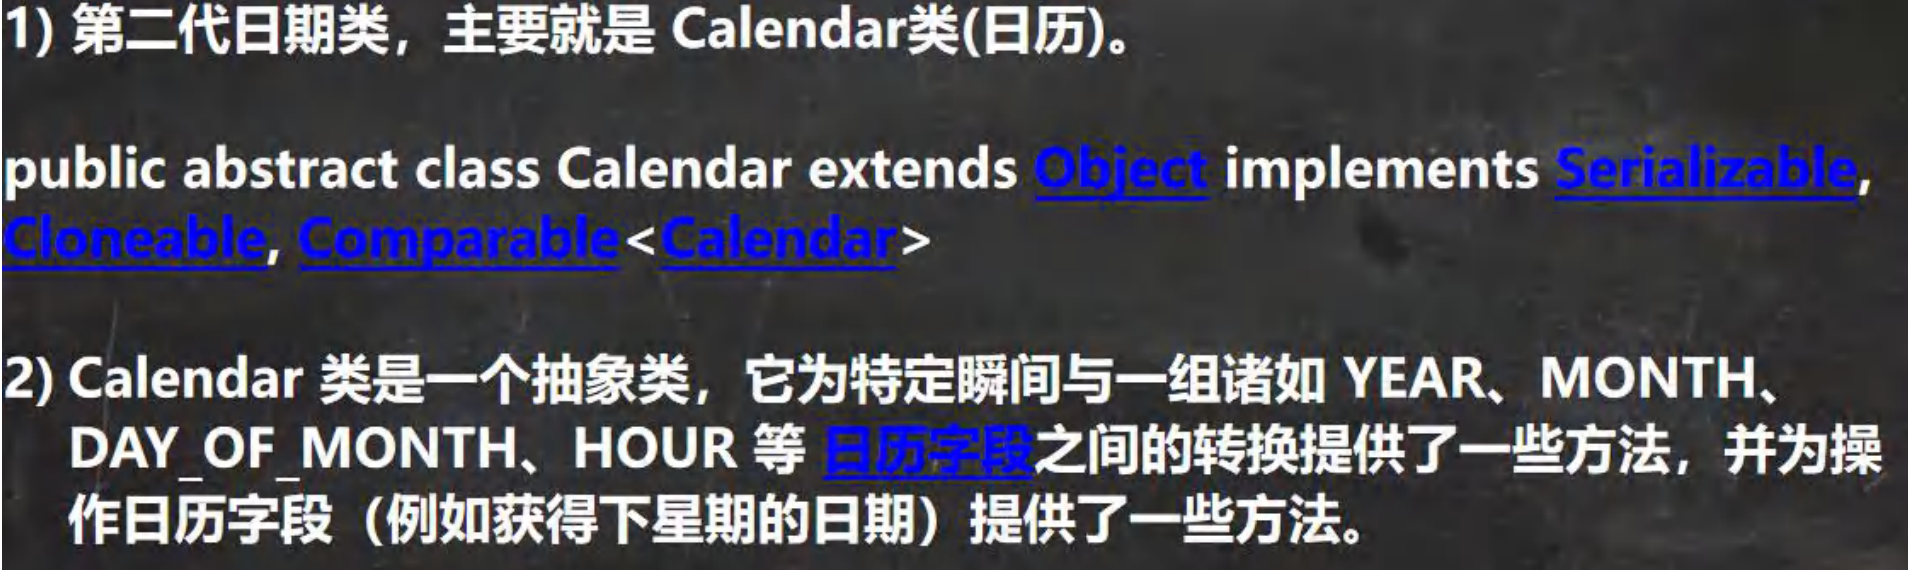 1) 第二代日期类，主要就是 Calendar类(日历)。
public abstract class Calendar extends Object implements Serializable,
Cloneable, Comparable<Calendar>
2) Calendar 类是一个抽象类，它为特定瞬间与一组诸如 YEAR、MONTH、
DAY_OF_MONTH、HOUR 等 日历字段之间的转换提供了一些方法，并为操
作日历字段（例如获得下星期的日期）提供了一些方法。